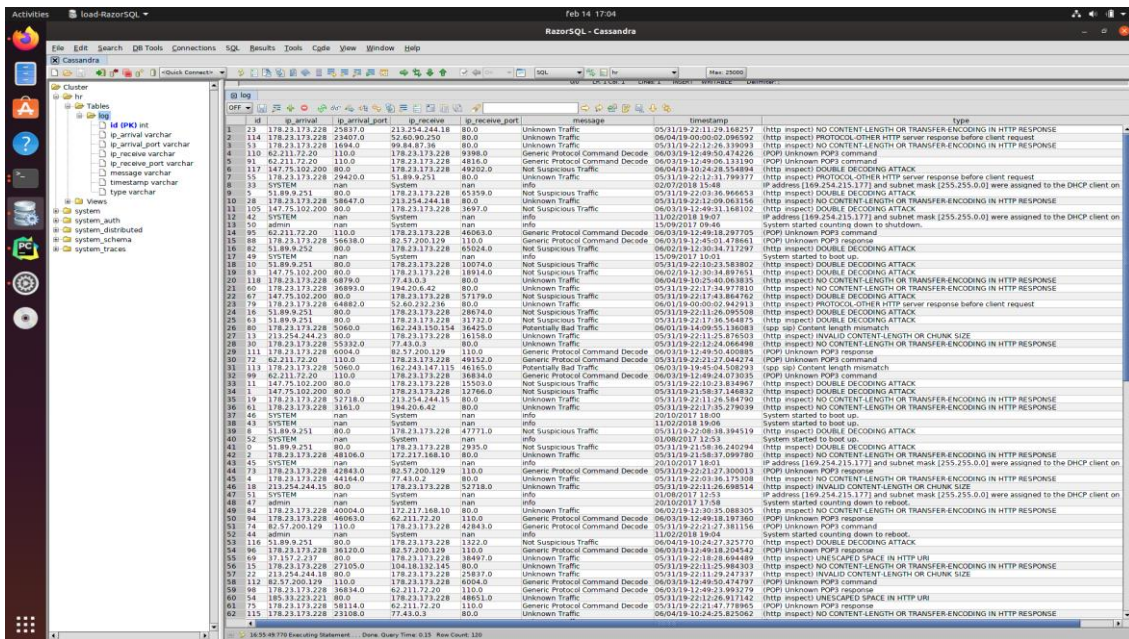 Activities load-RazorSQL feb 14 17:04
RazorSQL - Cassandra
File Edit Search DB Tools Connections SQL Results Tools Code View Window Help
Cassandra
<Quick Connect> SQL hr Max: 25000
Cluster
hr
Tables
log
id (PK) int
ip_arrival varchar
ip_arrival_port varchar
ip_receive varchar
ip_receive_port varchar
message varchar
timestamp varchar
type varchar
Views
system
system_auth
system_distributed
system_schema
system_traces
log
OFF
id ip_arrival ip_arrival_port ip_receive ip_receive_port message timestamp type
1 23 178.23.173.228 25837.0 213.254.244.18 80.0 Unknown Traffic 05/31/19-22:11:29.168257 (http inspect) NO CONTENT-LENGTH OR TRANSFER-ENCODING IN HTTP RESPONSE
2 114 178.23.173.228 23407.0 52.60.90.250 80.0 Unknown Traffic 06/04/19-00:00:02.096592 (http inspect) PROTOCOL-OTHER HTTP server response before client request
3 53 178.23.173.228 1694.0 99.84.87.36 80.0 Unknown Traffic 05/31/19-22:12:26.339093 (http inspect) NO CONTENT-LENGTH OR TRANSFER-ENCODING IN HTTP RESPONSE
4 110 62.211.72.20 110.0 178.23.173.228 9398.0 Generic Protocol Command Decode 06/03/19-12:49:50.474226 (POP) Unknown POP3 command
5 91 62.211.72.20 110.0 178.23.173.228 4816.0 Generic Protocol Command Decode 06/03/19-12:49:06.133190 (POP) Unknown POP3 command
6 117 147.75.102.200 80.0 178.23.173.228 49202.0 Not Suspicious Traffic 06/04/19-10:24:28.554894 (http inspect) DOUBLE DECODING ATTACK
7 55 178.23.173.228 29420.0 51.89.9.251 80.0 Unknown Traffic 05/31/19-22:12:31.799377 (http inspect) PROTOCOL-OTHER HTTP server response before client request
8 33 SYSTEM nan System nan info 02/07/2018 15:48 IP address [169.254.215.177] and subnet mask [255.255.0.0] were assigned to the DHCP client on
9 5 51.89.9.251 80.0 178.23.173.228 65359.0 Not Suspicious Traffic 05/31/19-22:03:36.966653 (http inspect) DOUBLE DECODING ATTACK
10 28 178.23.173.228 58647.0 213.254.244.18 80.0 Unknown Traffic 05/31/19-22:12:09.063156 (http inspect) NO CONTENT-LENGTH OR TRANSFER-ENCODING IN HTTP RESPONSE
11 105 147.75.102.200 80.0 178.23.173.228 3697.0 Not Suspicious Traffic 06/03/19-12:49:31.168102 (http inspect) DOUBLE DECODING ATTACK
12 42 SYSTEM nan System nan info 11/02/2018 19:07 IP address [169.254.215.177] and subnet mask [255.255.0.0] were assigned to the DHCP client on
13 50 admin nan System nan info 15/09/2017 09:46 System started counting down to shutdown.
14 95 62.211.72.20 110.0 178.23.173.228 46063.0 Generic Protocol Command Decode 06/03/19-12:49:18.297705 (POP) Unknown POP3 command
15 88 178.23.173.228 56638.0 82.57.200.129 110.0 Generic Protocol Command Decode 06/03/19-12:45:01.478661 (POP) Unknown POP3 response
16 82 51.89.9.252 80.0 178.23.173.228 65024.0 Not Suspicious Traffic 06/02/19-12:30:34.717297 (http inspect) DOUBLE DECODING ATTACK
17 49 SYSTEM nan System nan info 15/09/2017 10:01 System started to boot up.
18 10 51.89.9.251 80.0 178.23.173.228 10074.0 Not Suspicious Traffic 05/31/19-22:10:23.583802 (http inspect) DOUBLE DECODING ATTACK
19 83 147.75.102.200 80.0 178.23.173.228 18914.0 Not Suspicious Traffic 06/02/19-12:30:34.897651 (http inspect) DOUBLE DECODING ATTACK
20 118 178.23.173.228 6879.0 77.43.0.3 80.0 Unknown Traffic 06/04/19-10:25:40.063835 (http inspect) NO CONTENT-LENGTH OR TRANSFER-ENCODING IN HTTP RESPONSE
21 60 178.23.173.228 36893.0 194.20.6.42 80.0 Unknown Traffic 05/31/19-22:17:34.977810 (http inspect) NO CONTENT-LENGTH OR TRANSFER-ENCODING IN HTTP RESPONSE
22 67 147.75.102.200 80.0 178.23.173.228 57179.0 Not Suspicious Traffic 05/31/19-22:17:43.864762 (http inspect) DOUBLE DECODING ATTACK
23 79 178.23.173.228 64882.0 52.60.232.236 80.0 Unknown Traffic 06/01/19-00:00:02.942913 (http inspect) PROTOCOL-OTHER HTTP server response before client request
24 16 51.89.9.251 80.0 178.23.173.228 28674.0 Not Suspicious Traffic 05/31/19-22:11:26.095508 (http inspect) DOUBLE DECODING ATTACK
25 63 51.89.9.251 80.0 178.23.173.228 31732.0 Not Suspicious Traffic 05/31/19-22:17:36.564875 (http inspect) DOUBLE DECODING ATTACK
26 80 178.23.173.228 5060.0 162.243.150.154 36425.0 Potentially Bad Traffic 06/01/19-14:09:55.136083 (spp sip) Content length mismatch
27 13 213.254.244.23 80.0 178.23.173.228 16158.0 Unknown Traffic 05/31/19-22:11:25.876503 (http inspect) INVALID CONTENT-LENGTH OR CHUNK SIZE
28 30 178.23.173.228 55332.0 77.43.0.3 80.0 Unknown Traffic 05/31/19-22:12:24.066498 (http inspect) NO CONTENT-LENGTH OR TRANSFER-ENCODING IN HTTP RESPONSE
29 111 178.23.173.228 6004.0 82.57.200.129 110.0 Generic Protocol Command Decode 06/03/19-12:49:50.400885 (POP) Unknown POP3 response
30 72 62.211.72.20 110.0 178.23.173.228 49152.0 Generic Protocol Command Decode 05/31/19-22:21:27.044274 (POP) Unknown POP3 command
31 113 178.23.173.228 5060.0 162.243.147.115 46165.0 Potentially Bad Traffic 06/03/19-19:45:04.508293 (spp sip) Content length mismatch
32 99 62.211.72.20 110.0 178.23.173.228 36834.0 Generic Protocol Command Decode 06/03/19-12:49:24.073035 (POP) Unknown POP3 command
33 11 147.75.102.200 80.0 178.23.173.228 15503.0 Not Suspicious Traffic 05/31/19-22:10:23.834967 (http inspect) DOUBLE DECODING ATTACK
34 1 147.75.102.200 80.0 178.23.173.228 12766.0 Not Suspicious Traffic 05/31/19-21:58:37.146832 (http inspect) DOUBLE DECODING ATTACK
35 19 178.23.173.228 52718.0 213.254.244.15 80.0 Unknown Traffic 05/31/19-22:11:26.584790 (http inspect) NO CONTENT-LENGTH OR TRANSFER-ENCODING IN HTTP RESPONSE
36 61 178.23.173.228 3161.0 194.20.6.42 80.0 Unknown Traffic 05/31/19-22:17:35.279039 (http inspect) NO CONTENT-LENGTH OR TRANSFER-ENCODING IN HTTP RESPONSE
37 46 SYSTEM nan System nan info 20/10/2017 18:00 System started to boot up.
38 43 SYSTEM nan System nan info 11/02/2018 19:06 System started to boot up.
39 8 51.89.9.251 80.0 178.23.173.228 47771.0 Not Suspicious Traffic 05/31/19-22:08:38.394519 (http inspect) DOUBLE DECODING ATTACK
40 52 SYSTEM nan System nan info 01/08/2017 12:53 System started to boot up.
41 0 51.89.9.251 80.0 178.23.173.228 2935.0 Not Suspicious Traffic 05/31/19-21:58:36.240294 (http inspect) DOUBLE DECODING ATTACK
42 2 178.23.173.228 48106.0 172.217.168.10 80.0 Unknown Traffic 05/31/19-21:58:37.099780 (http inspect) NO CONTENT-LENGTH OR TRANSFER-ENCODING IN HTTP RESPONSE
43 45 SYSTEM nan System nan info 20/10/2017 18:01 IP address [169.254.215.177] and subnet mask [255.255.0.0] were assigned to the DHCP client on
44 73 178.23.173.228 42843.0 82.57.200.129 110.0 Generic Protocol Command Decode 05/31/19-22:21:27.300013 (POP) Unknown POP3 response
45 4 178.23.173.228 44164.0 77.43.0.2 80.0 Unknown Traffic 05/31/19-22:03:36.175308 (http inspect) NO CONTENT-LENGTH OR TRANSFER-ENCODING IN HTTP RESPONSE
46 18 213.254.244.15 80.0 178.23.173.228 52718.0 Unknown Traffic 05/31/19-22:11:26.698514 (http inspect) INVALID CONTENT-LENGTH OR CHUNK SIZE
47 51 SYSTEM nan System nan info 01/08/2017 12:53 IP address [169.254.215.177] and subnet mask [255.255.0.0] were assigned to the DHCP client on
48 47 admin nan System nan info 20/10/2017 17:58 System started counting down to reboot.
49 84 178.23.173.228 40004.0 172.217.168.10 80.0 Unknown Traffic 06/02/19-12:30:35.088305 (http inspect) NO CONTENT-LENGTH OR TRANSFER-ENCODING IN HTTP RESPONSE
50 94 178.23.173.228 46063.0 62.211.72.20 110.0 Generic Protocol Command Decode 06/03/19-12:49:18.197360 (POP) Unknown POP3 response
51 74 82.57.200.129 110.0 178.23.173.228 42843.0 Generic Protocol Command Decode 05/31/19-22:21:27.381156 (POP) Unknown POP3 command
52 44 admin nan System nan info 11/02/2018 19:04 System started counting down to reboot.
53 116 51.89.9.251 80.0 178.23.173.228 1322.0 Not Suspicious Traffic 06/04/19-10:24:27.325770 (http inspect) DOUBLE DECODING ATTACK
54 96 178.23.173.228 36120.0 82.57.200.129 110.0 Generic Protocol Command Decode 06/03/19-12:49:18.204542 (POP) Unknown POP3 response
55 69 37.157.2.237 80.0 178.23.173.228 38497.0 Unknown Traffic 05/31/19-22:18:28.694489 (http inspect) UNESCAPED SPACE IN HTTP URI
56 15 178.23.173.228 27105.0 104.18.132.145 80.0 Unknown Traffic 05/31/19-22:11:25.984303 (http inspect) NO CONTENT-LENGTH OR TRANSFER-ENCODING IN HTTP RESPONSE
57 22 213.254.244.18 80.0 178.23.173.228 25837.0 Unknown Traffic 05/31/19-22:11:29.247337 (http inspect) INVALID CONTENT-LENGTH OR CHUNK SIZE
58 112 82.57.200.129 110.0 178.23.173.228 6004.0 Generic Protocol Command Decode 06/03/19-12:49:50.474797 (POP) Unknown POP3 command
59 98 178.23.173.228 36834.0 62.211.72.20 110.0 Generic Protocol Command Decode 06/03/19-12:49:23.993279 (POP) Unknown POP3 response
60 54 185.33.223.221 80.0 178.23.173.228 48651.0 Unknown Traffic 05/31/19-22:12:26.917142 (http inspect) UNESCAPED SPACE IN HTTP URI
61 75 178.23.173.228 58114.0 62.211.72.20 110.0 Generic Protocol Command Decode 05/31/19-22:21:47.778965 (POP) Unknown POP3 response
62 115 178.23.173.228 23108.0 77.43.0.3 80.0 Unknown Traffic 06/04/19-10:24:25.825062 (http inspect) NO CONTENT-LENGTH OR TRANSFER-ENCODING IN HTTP RESPONSE
16:55:49:770 Executing Statement . . . Done. Query Time: 0.15 Row Count: 120